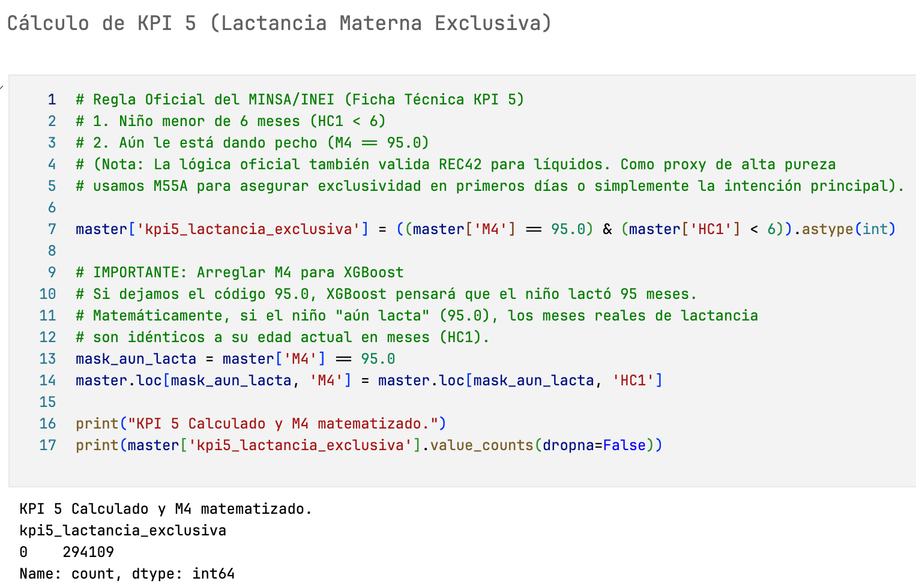 Cálculo de KPI 5 (Lactancia Materna Exclusiva)
1 # Regla Oficial del MINSA/INEI (Ficha Técnica KPI 5)
2 # 1. Niño menor de 6 meses (HC1 < 6)
3 # 2. Aún le está dando pecho (M4 == 95.0)
4 # (Nota: La lógica oficial también valida REC42 para líquidos. Como proxy de alta pureza
5 # usamos M55A para asegurar exclusividad en primeros días o simplemente la intención principal).
6
7 master['kpi5_lactancia_exclusiva'] = ((master['M4'] == 95.0) & (master['HC1'] < 6)).astype(int)
8
9 # IMPORTANTE: Arreglar M4 para XGBoost
10 # Si dejamos el código 95.0, XGBoost pensará que el niño lactó 95 meses.
11 # Matemáticamente, si el niño "aún lacta" (95.0), los meses reales de lactancia
12 # son idénticos a su edad actual en meses (HC1).
13 mask_aun_lacta = master['M4'] == 95.0
14 master.loc[mask_aun_lacta, 'M4'] = master.loc[mask_aun_lacta, 'HC1']
15
16 print("KPI 5 Calculado y M4 matematizado.")
17 print(master['kpi5_lactancia_exclusiva'].value_counts(dropna=False))
KPI 5 Calculado y M4 matematizado.
kpi5_lactancia_exclusiva
0    294109
Name: count, dtype: int64